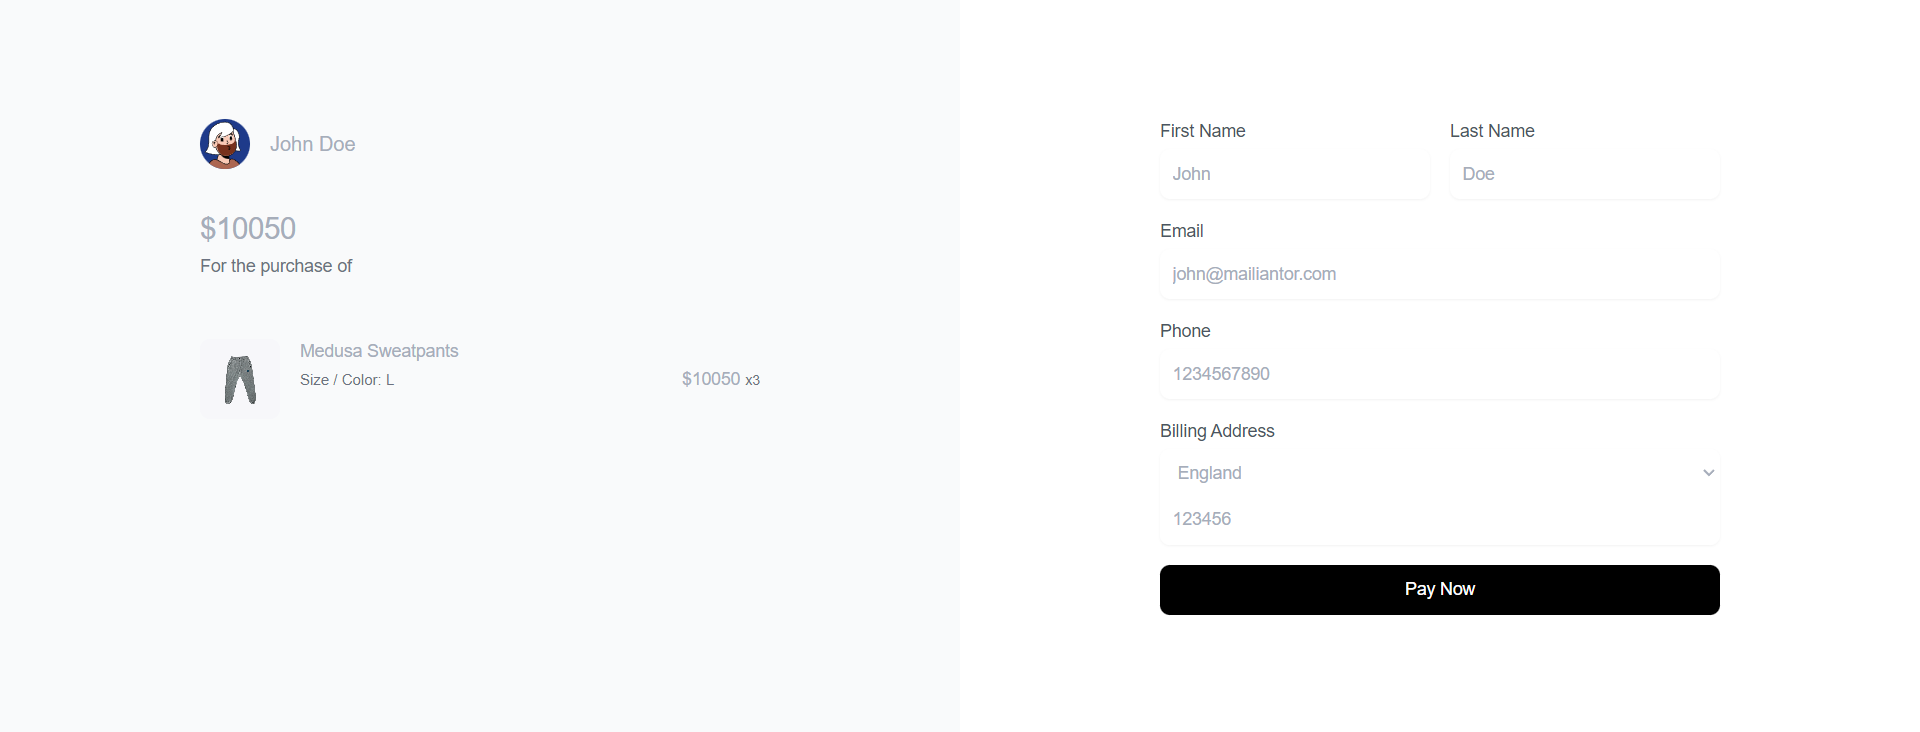 John Doe
$10050
For the purchase of
Medusa Sweatpants
Size / Color: L
$10050 x3
First Name
Last Name
John
Doe
Email
john@mailiantor.com
Phone
1234567890
Billing Address
England
123456
Pay Now